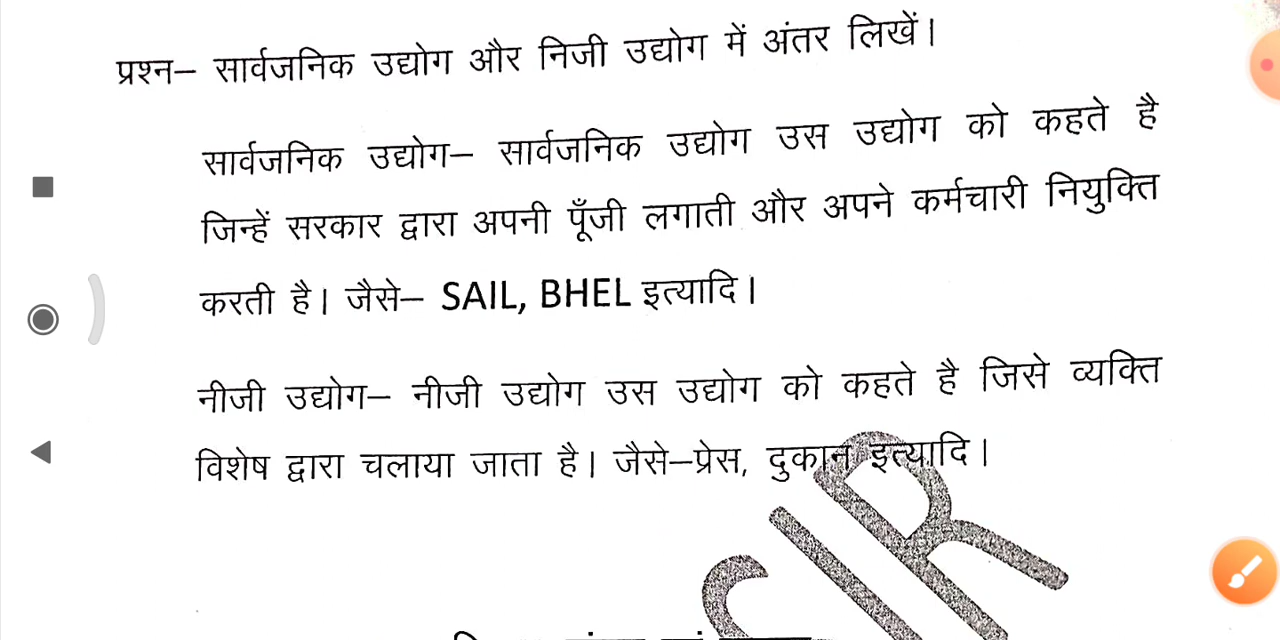 प्रश्न– सार्वजनिक उद्योग और निजी उद्योग में अंतर लिखें।
सार्वजनिक उद्योग– सार्वजनिक उद्योग उस उद्योग को कहते है
जिन्हें सरकार द्वारा अपनी पूँजी लगाती और अपने कर्मचारी नियुक्ति
करती है। जैसे– SAIL, BHEL इत्यादि।
नीजी उद्योग– नीजी उद्योग उस उद्योग को कहते है जिसे व्यक्ति
विशेष द्वारा चलाया जाता है। जैसे–प्रेस, दुकान इत्यादि।
SIR